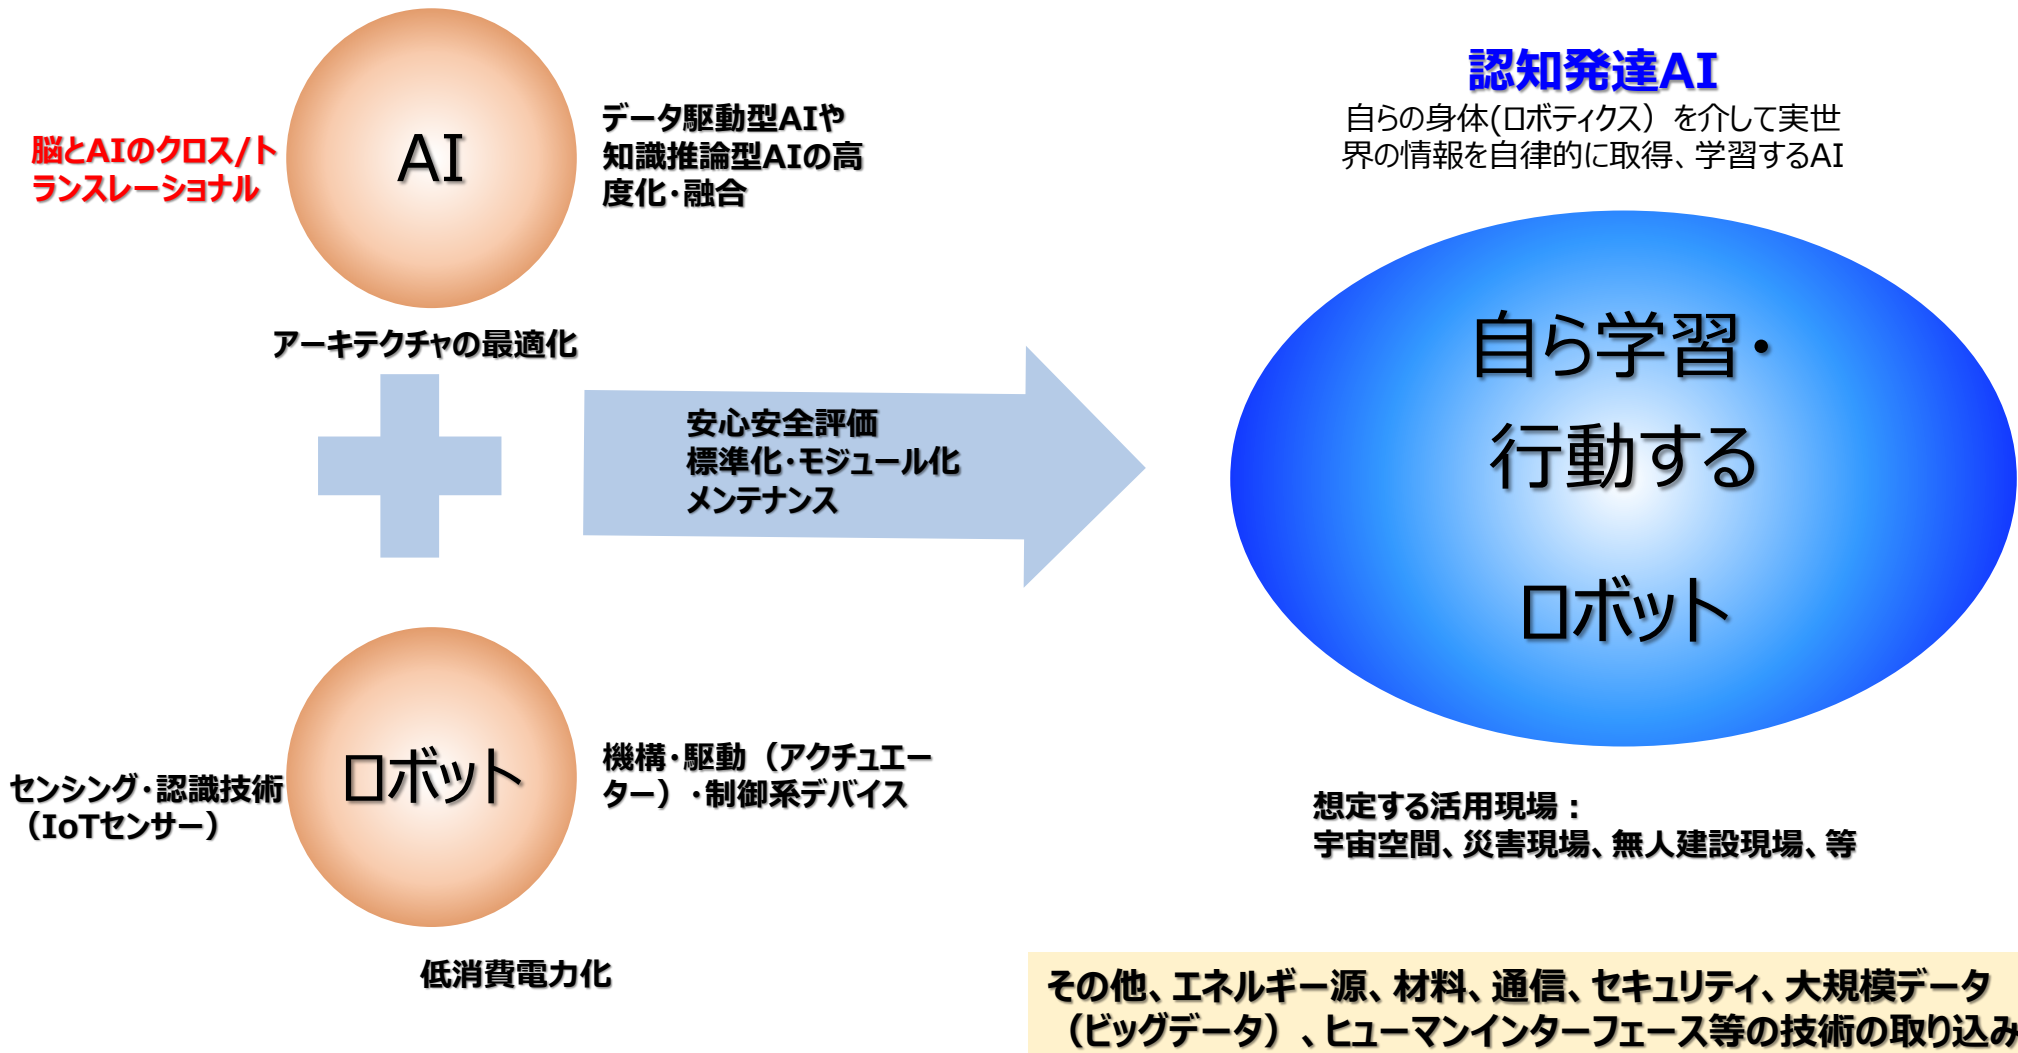 脳とAIのクロス/ト
ランスレーショナル
AI
データ駆動型AIや
知識推論型AIの高
度化・融合
アーキテクチャの最適化
安心安全評価
標準化・モジュール化
メンテナンス
センシング・認識技術
（IoTセンサー）
ロボット
機構・駆動（アクチュエー
ター）・制御系デバイス
低消費電力化
認知発達AI
自らの身体(ロボティクス）を介して実世
界の情報を自律的に取得、学習するAI
自ら学習・
行動する
ロボット
想定する活用現場：
宇宙空間、災害現場、無人建設現場、等
その他、エネルギー源、材料、通信、セキュリティ、大規模データ
（ビッグデータ）、ヒューマンインターフェース等の技術の取り込み